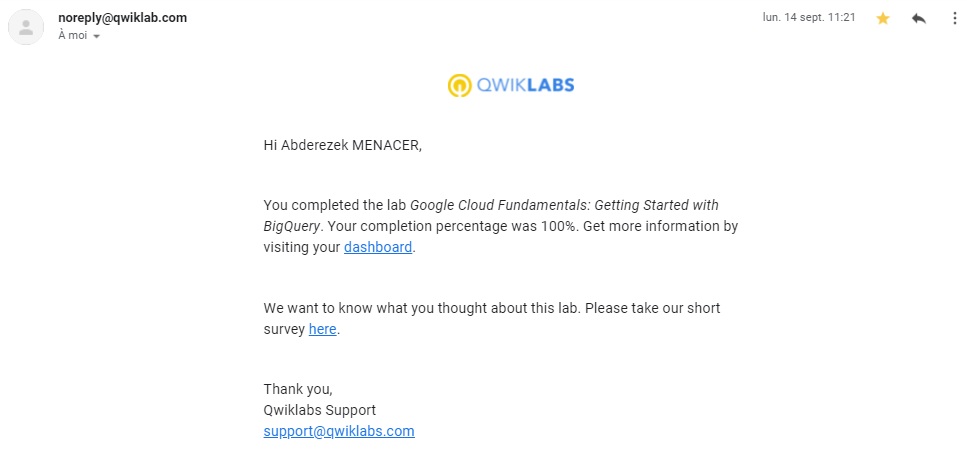 noreply@qwiklab.com
lun. 14 sept. 11:21
À moi
QWIKLABS
Hi Abderezek MENACER,
You completed the lab Google Cloud Fundamentals: Getting Started with
BigQuery. Your completion percentage was 100%. Get more information by
visiting your dashboard.
We want to know what you thought about this lab. Please take our short
survey here.
Thank you,
Qwiklabs Support
support@qwiklabs.com